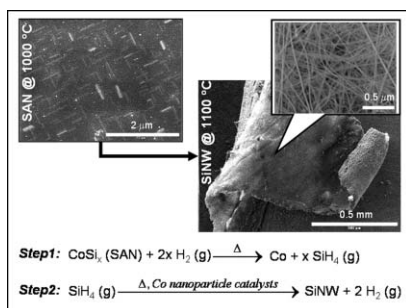 SAN @ 1000 °C
2 μm
SiNW @ 1100 °C
0.5 μm
0.5 mm
Step1: CoSiₓ (SAN) + 2x H₂ (g) —Δ→ Co + x SiH₄ (g)
Step2: SiH₄ (g) —Δ, Co nanoparticle catalysts→ SiNW + 2 H₂ (g)